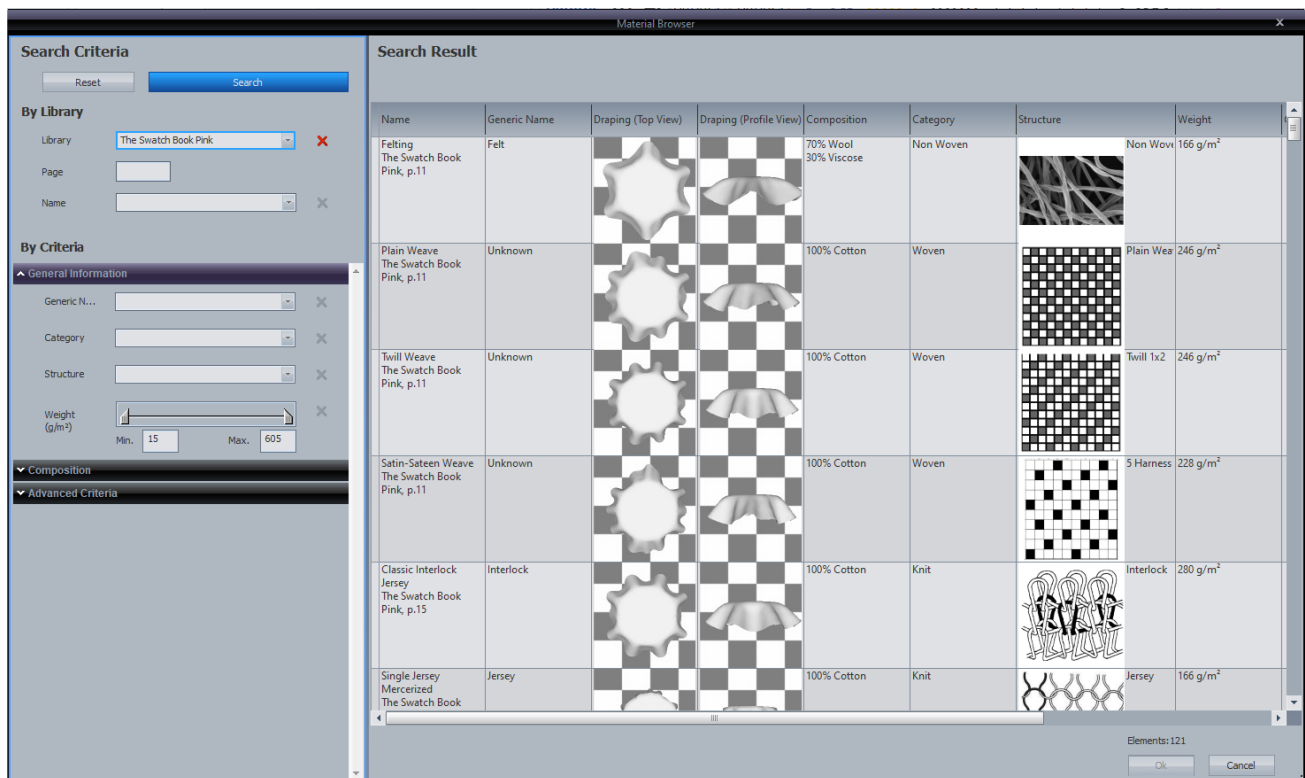 Material Browser
x
Search Criteria
Reset
Search
By Library
Library
The Swatch Book Pink
Page
Name
By Criteria
General Information
Generic N...
Category
Structure
Weight
(g/m²)
Min.
15
Max.
605
Composition
Advanced Criteria
Search Result
Name
Generic Name
Draping (Top View)
Draping (Profile View)
Composition
Category
Structure
Weight
Felting
The Swatch Book
Pink, p.11
Felt
70% Wool
30% Viscose
Non Woven
Non Wove
166 g/m²
Plain Weave
The Swatch Book
Pink, p.11
Unknown
100% Cotton
Woven
Plain Wea
246 g/m²
Twill Weave
The Swatch Book
Pink, p.11
Unknown
100% Cotton
Woven
Twill 1x2
246 g/m²
Satin-Sateen Weave
The Swatch Book
Pink, p.11
Unknown
100% Cotton
Woven
5 Harness
228 g/m²
Classic Interlock
Jersey
The Swatch Book
Pink, p.15
Interlock
100% Cotton
Knit
Interlock
280 g/m²
Single Jersey
Mercerized
The Swatch Book
Jersey
100% Cotton
Knit
Jersey
166 g/m²
Elements:121
Ok
Cancel